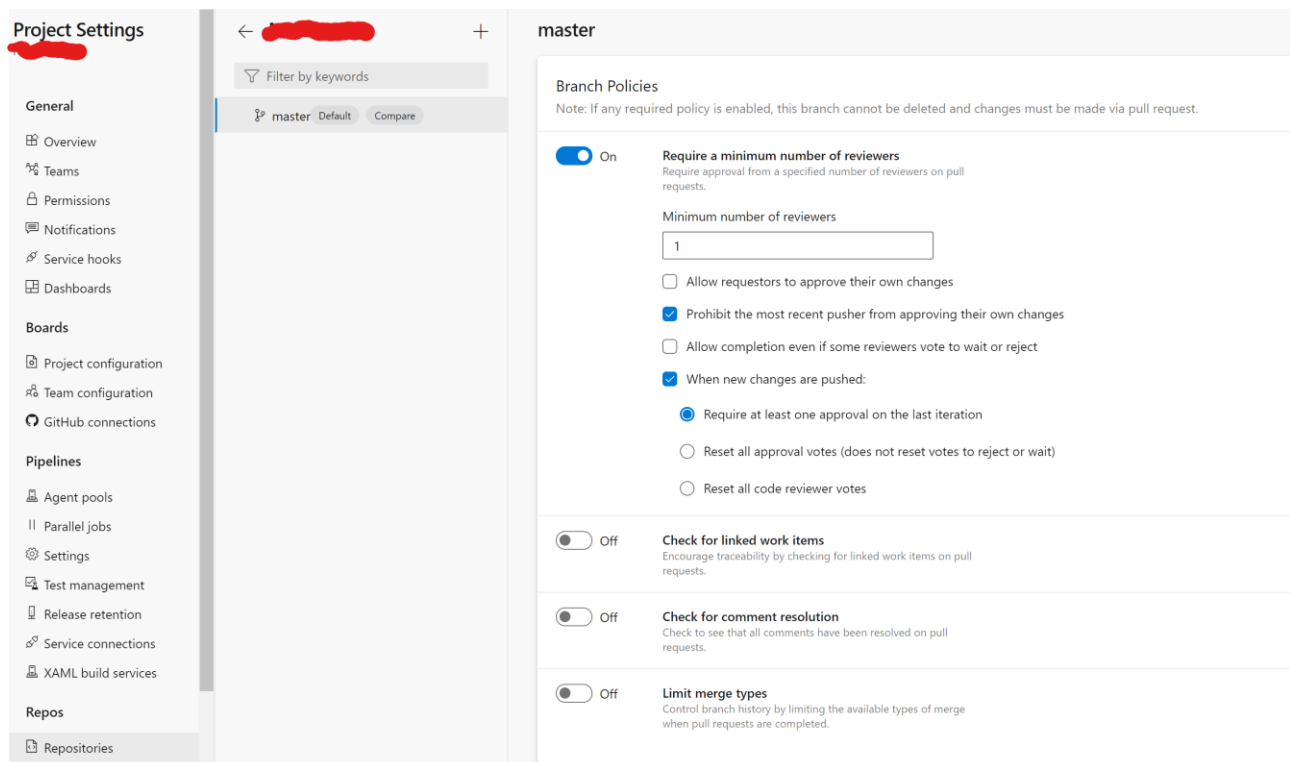 Project Settings
General
Overview
Teams
Permissions
Notifications
Service hooks
Dashboards
Boards
Project configuration
Team configuration
GitHub connections
Pipelines
Agent pools
Parallel jobs
Settings
Test management
Release retention
Service connections
XAML build services
Repos
Repositories
Filter by keywords
master Default Compare
master
Branch Policies
Note: If any required policy is enabled, this branch cannot be deleted and changes must be made via pull request.
On
Require a minimum number of reviewers
Require approval from a specified number of reviewers on pull
requests.
Minimum number of reviewers
1
Allow requestors to approve their own changes
Prohibit the most recent pusher from approving their own changes
Allow completion even if some reviewers vote to wait or reject
When new changes are pushed:
Require at least one approval on the last iteration
Reset all approval votes (does not reset votes to reject or wait)
Reset all code reviewer votes
Off
Check for linked work items
Encourage traceability by checking for linked work items on pull
requests.
Off
Check for comment resolution
Check to see that all comments have been resolved on pull
requests.
Off
Limit merge types
Control branch history by limiting the available types of merge
when pull requests are completed.